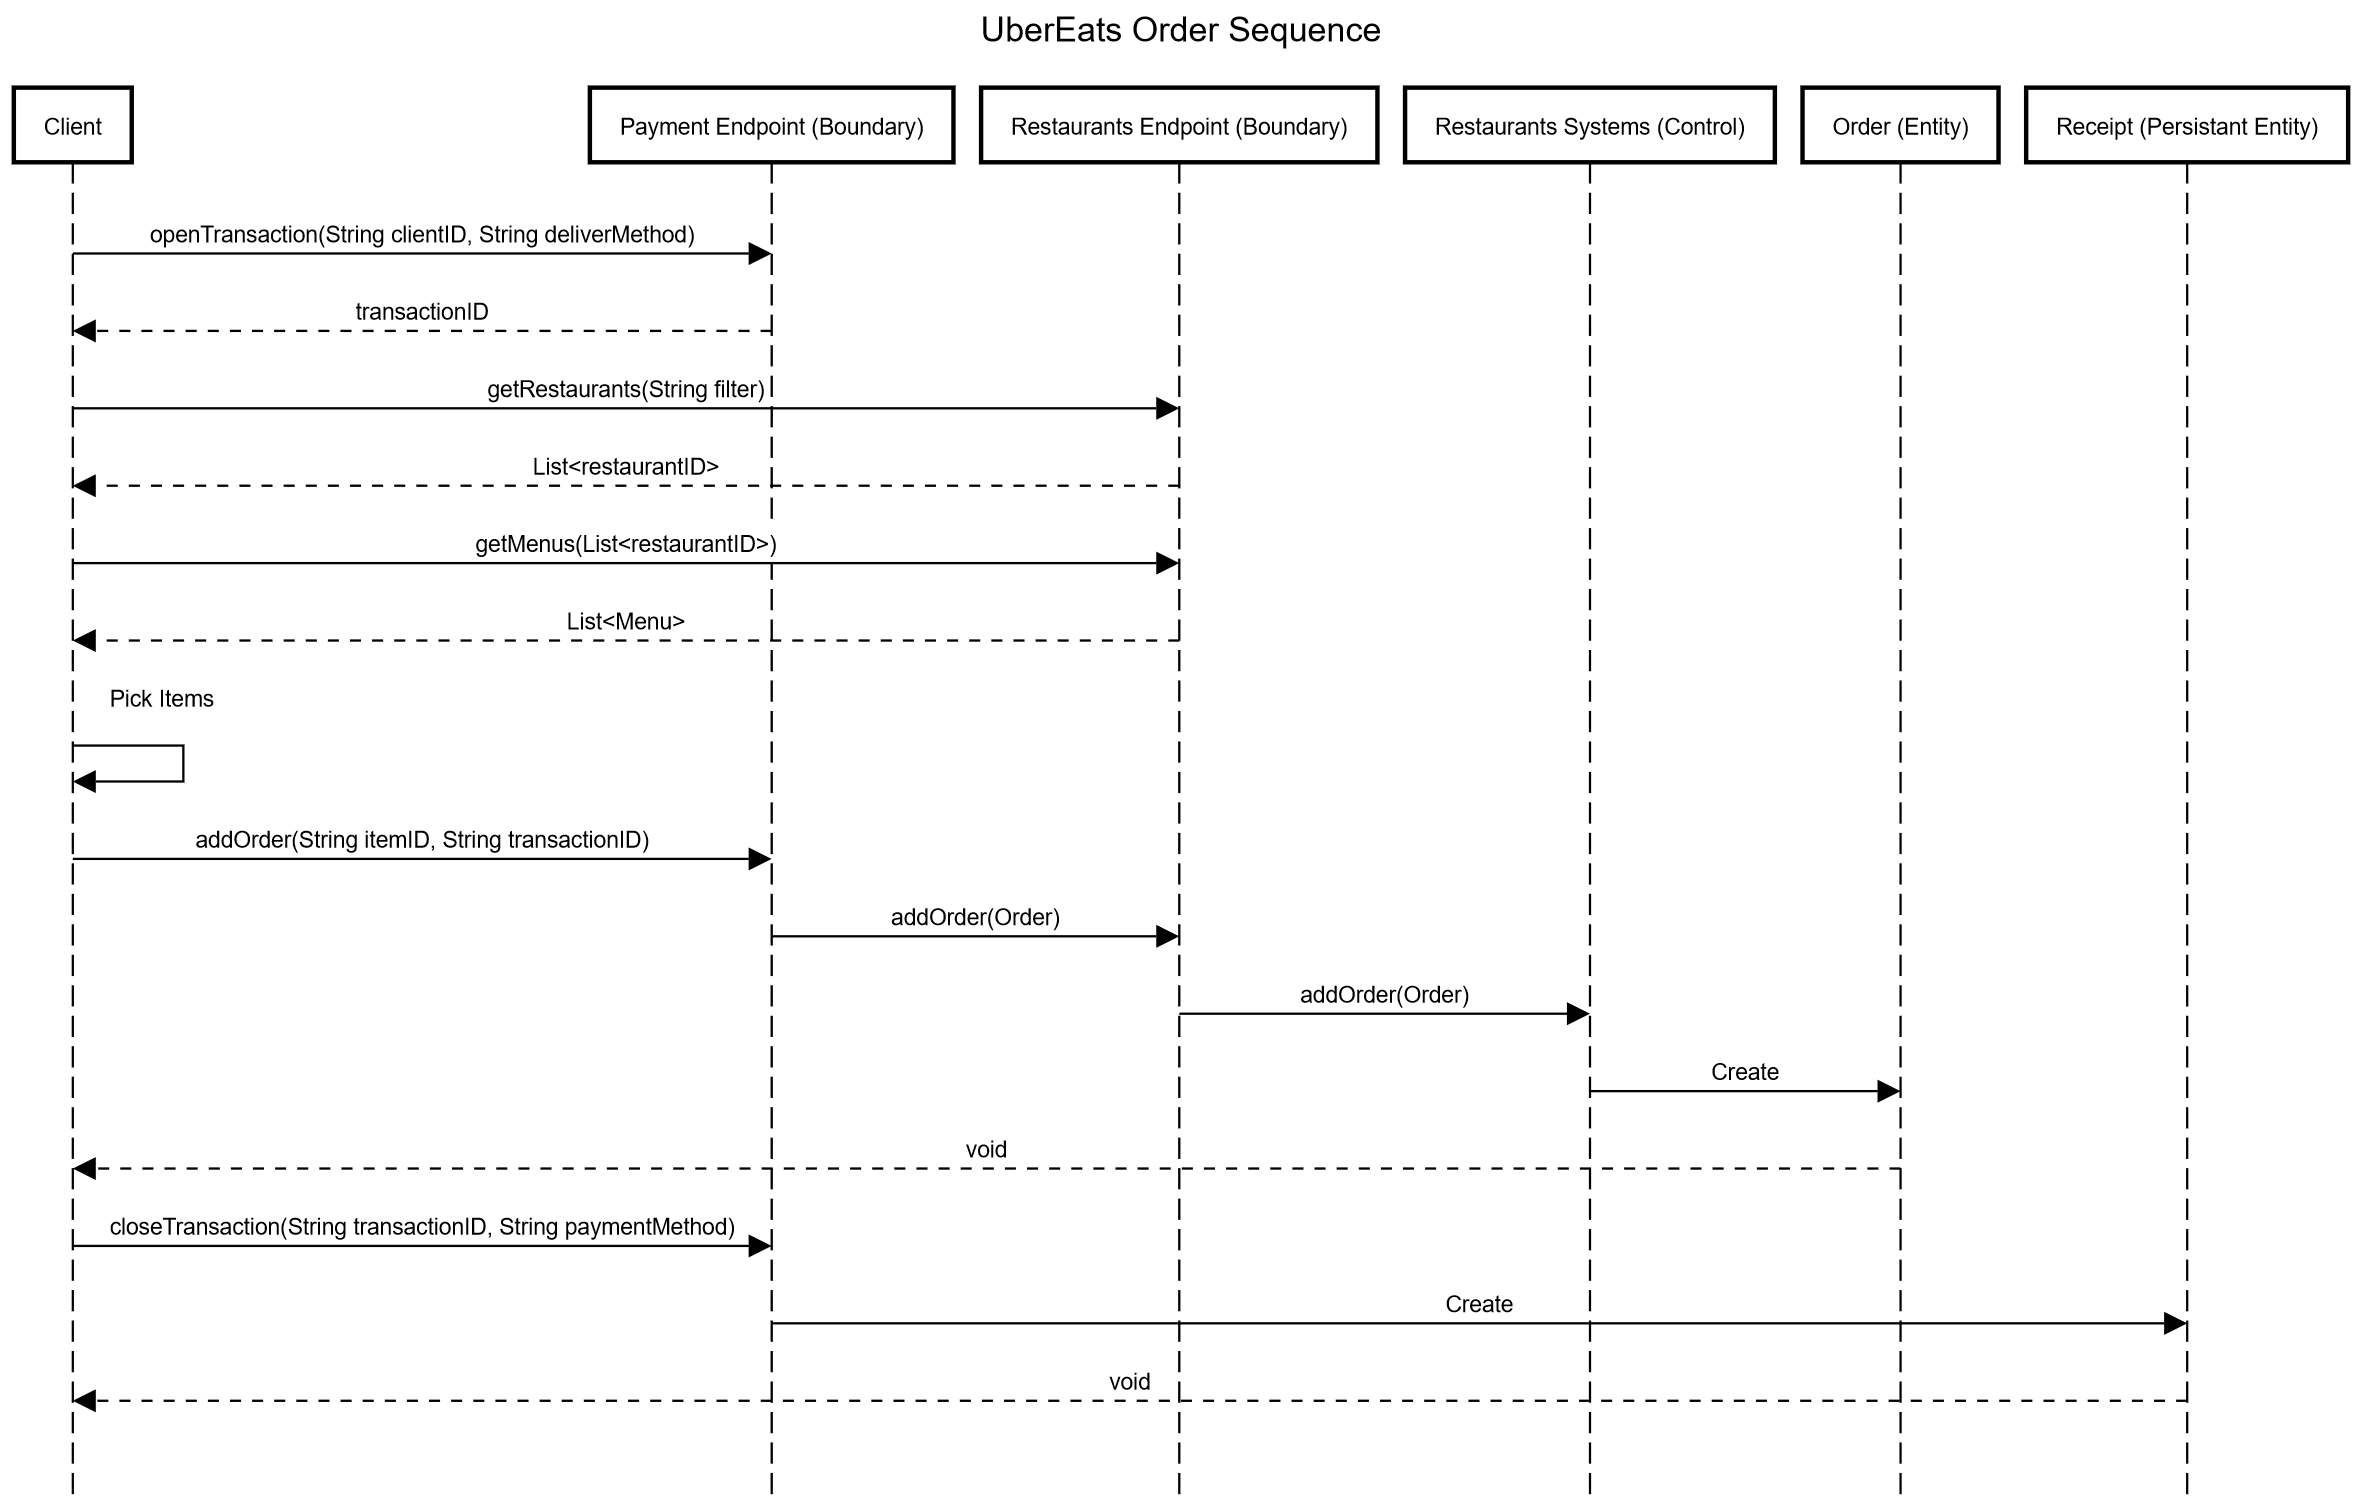 UberEats Order Sequence
Client
Payment Endpoint (Boundary)
Restaurants Endpoint (Boundary)
Restaurants Systems (Control)
Order (Entity)
Receipt (Persistant Entity)
openTransaction(String clientID, String deliverMethod)
transactionID
getRestaurants(String filter)
List<restaurantID>
getMenus(List<restaurantID>)
List<Menu>
Pick Items
addOrder(String itemID, String transactionID)
addOrder(Order)
addOrder(Order)
Create
void
closeTransaction(String transactionID, String paymentMethod)
Create
void